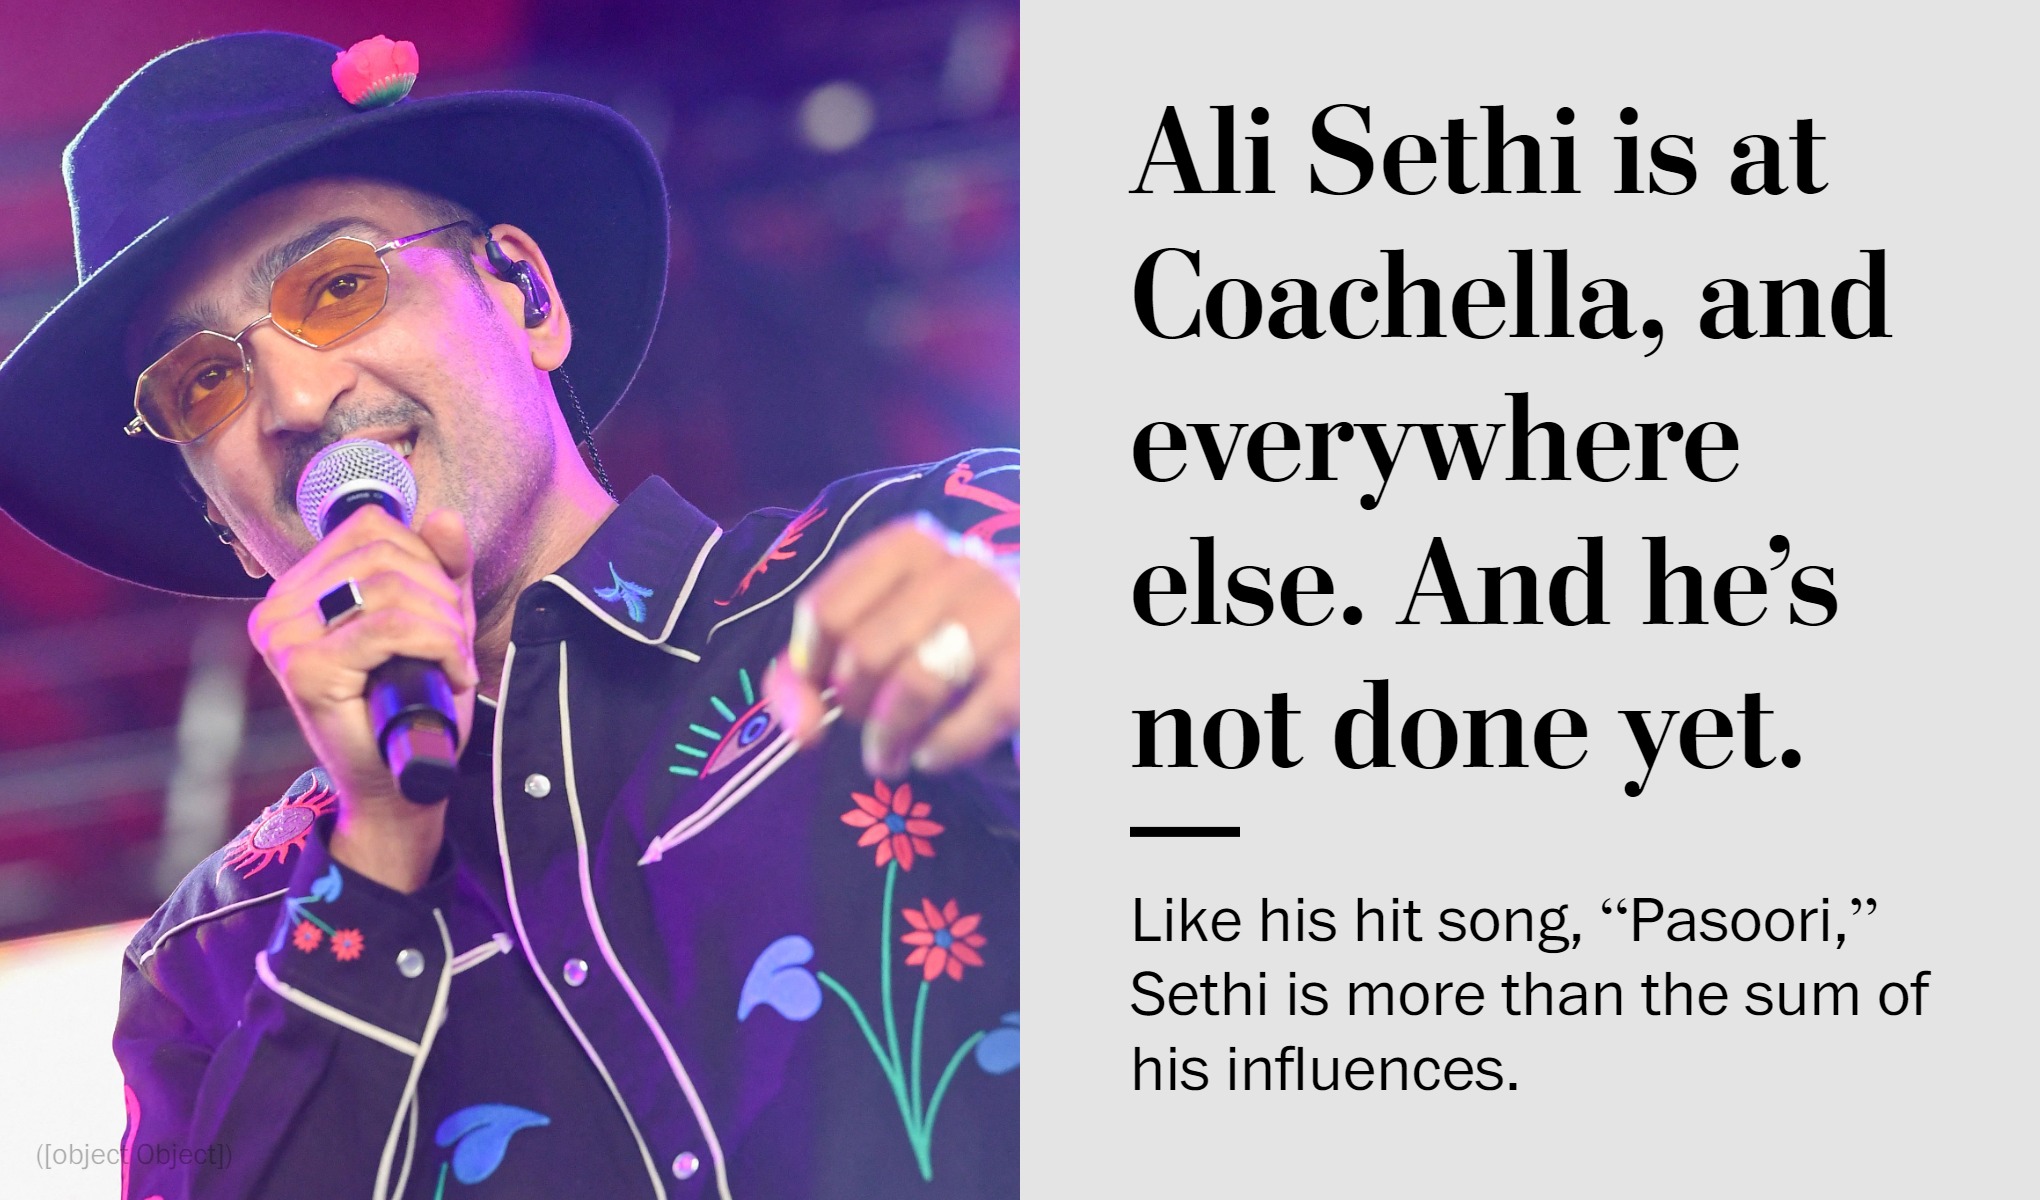 Ali Sethi is at
Coachella, and
everywhere
else. And he’s
not done yet.
Like his hit song, “Pasoori,”
Sethi is more than the sum of
his influences.
([object Object])